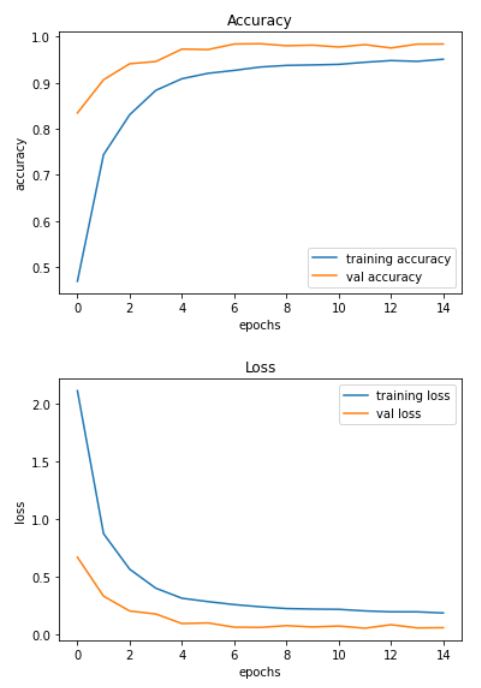 Accuracy
1.0
0.9
0.8
0.7
0.6
0.5
accuracy
training accuracy
val accuracy
0 2 4 6 8 10 12 14
epochs
Loss
2.0
1.5
1.0
0.5
0.0
loss
training loss
val loss
0 2 4 6 8 10 12 14
epochs